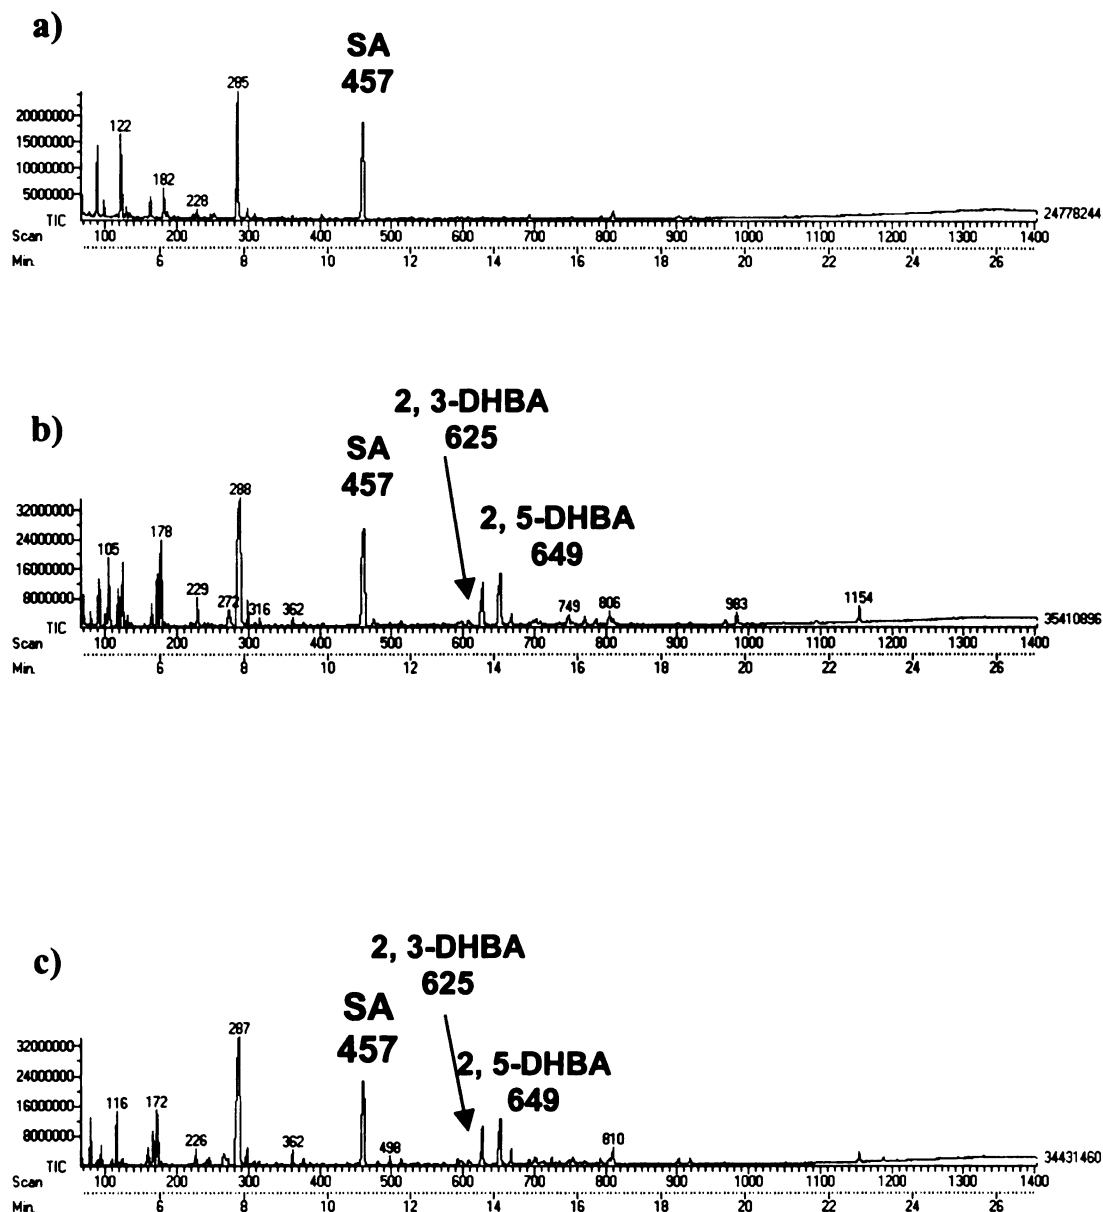 a)
SA
457
285
20000000
122
15000000
10000000
182
5000000
228
TIC
24778244
Scan 100 200 300 400 500 600 700 800 900 1000 1100 1200 1300 1400
Min. 6 8 10 12 14 16 18 20 22 24 26
b)
2, 3-DHBA
625
SA
457
2, 5-DHBA
649
288
32000000
178
24000000
105
16000000
229
272
316
362
749
806
983
1154
8000000
TIC
35410896
Scan 100 200 300 400 500 600 700 800 900 1000 1100 1200 1300 1400
Min. 6 8 10 12 14 16 18 20 22 24 26
c)
2, 3-DHBA
625
SA
457
2, 5-DHBA
649
287
32000000
24000000
116
172
16000000
226
362
498
810
8000000
TIC
34431460
Scan 100 200 300 400 500 600 700 800 900 1000 1100 1200 1300 1400
Min. 6 8 10 12 14 16 18 20 22 24 26